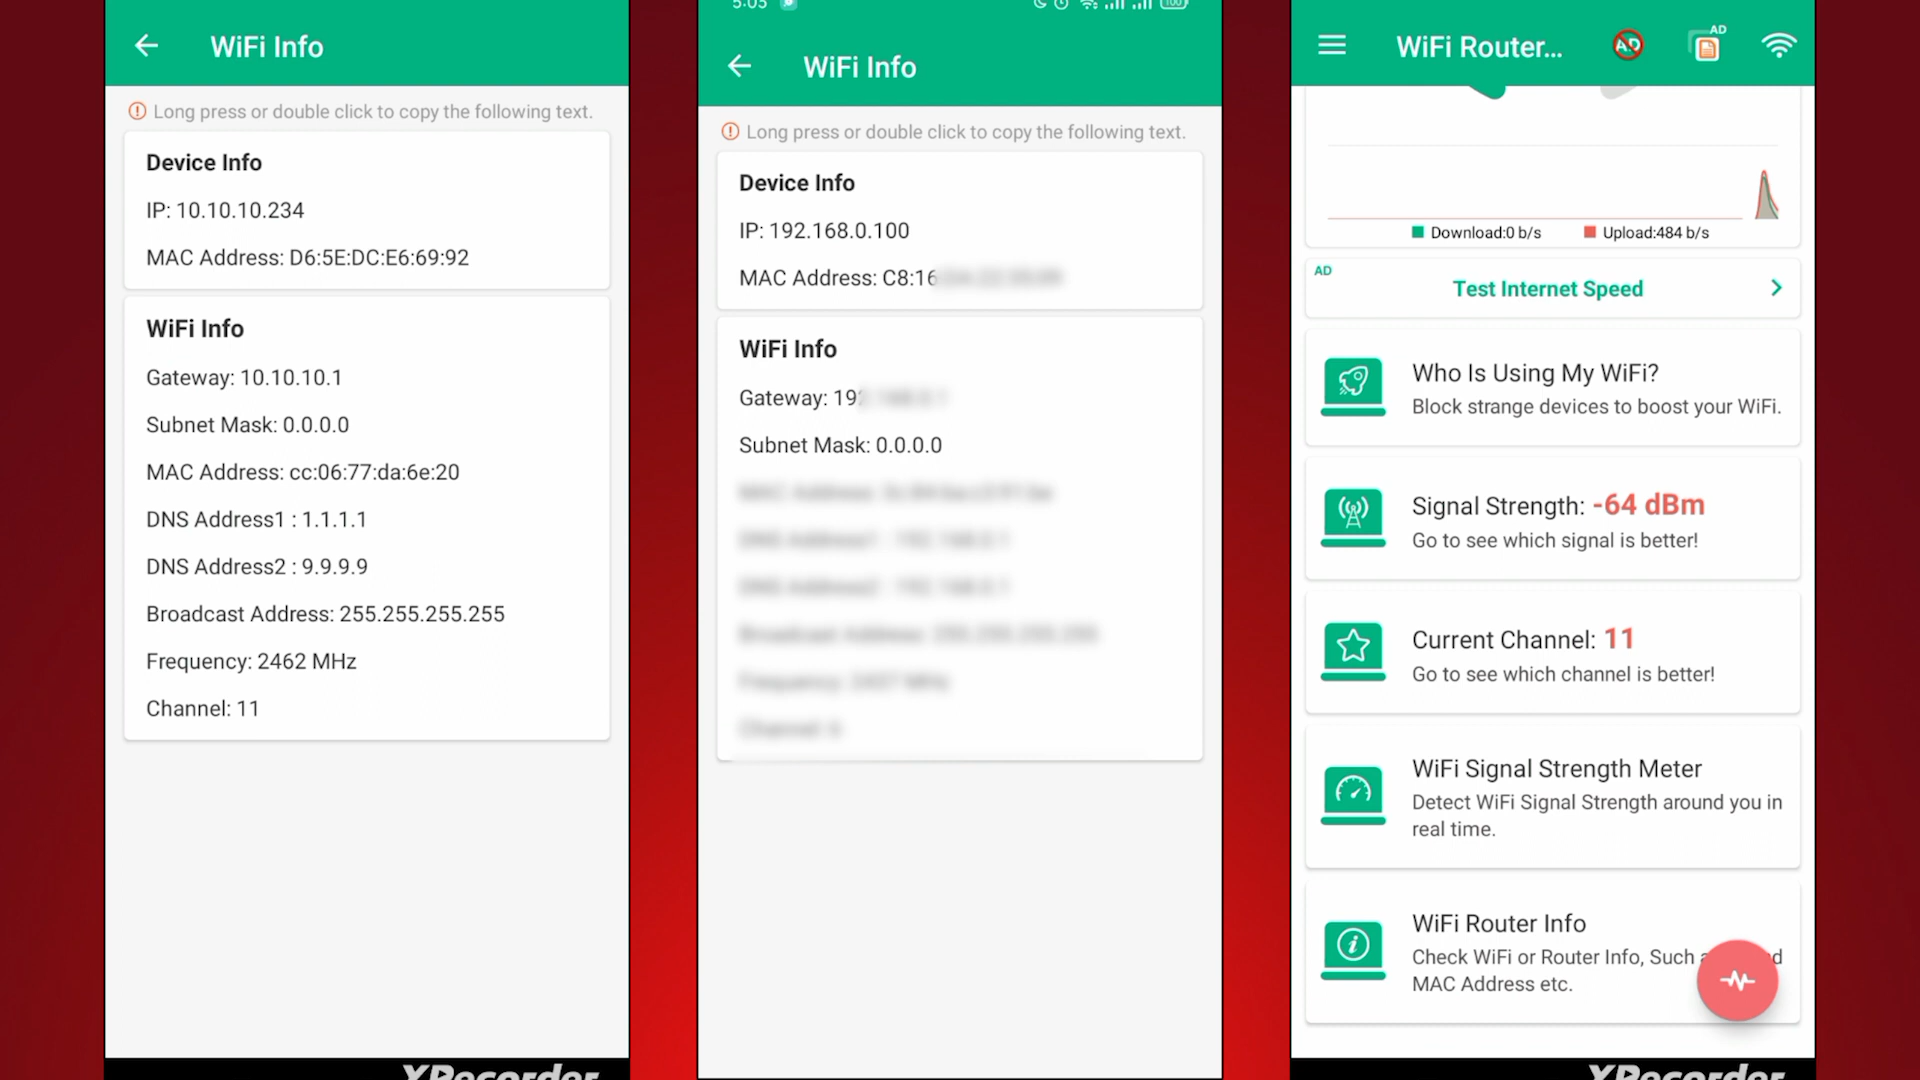 WiFi Info
Long press or double click to copy the following text.
Device Info
IP: 10.10.10.234
MAC Address: D6:5E:DC:E6:69:92
WiFi Info
Gateway: 10.10.10.1
Subnet Mask: 0.0.0.0
MAC Address: cc:06:77:da:6e:20
DNS Address1 : 1.1.1.1
DNS Address2 : 9.9.9.9
Broadcast Address: 255.255.255.255
Frequency: 2462 MHz
Channel: 11
XRecorder
5:05
100
WiFi Info
Long press or double click to copy the following text.
Device Info
IP: 192.168.0.100
MAC Address: C8:16
WiFi Info
Gateway: 19
Subnet Mask: 0.0.0.0
WiFi Router...
AD
AD
Download:0 b/s
Upload:484 b/s
AD
Test Internet Speed
Who Is Using My WiFi?
Block strange devices to boost your WiFi.
Signal Strength: -64 dBm
Go to see which signal is better!
Current Channel: 11
Go to see which channel is better!
WiFi Signal Strength Meter
Detect WiFi Signal Strength around you in
real time.
WiFi Router Info
Check WiFi or Router Info, Such
MAC Address etc.
XRecorder